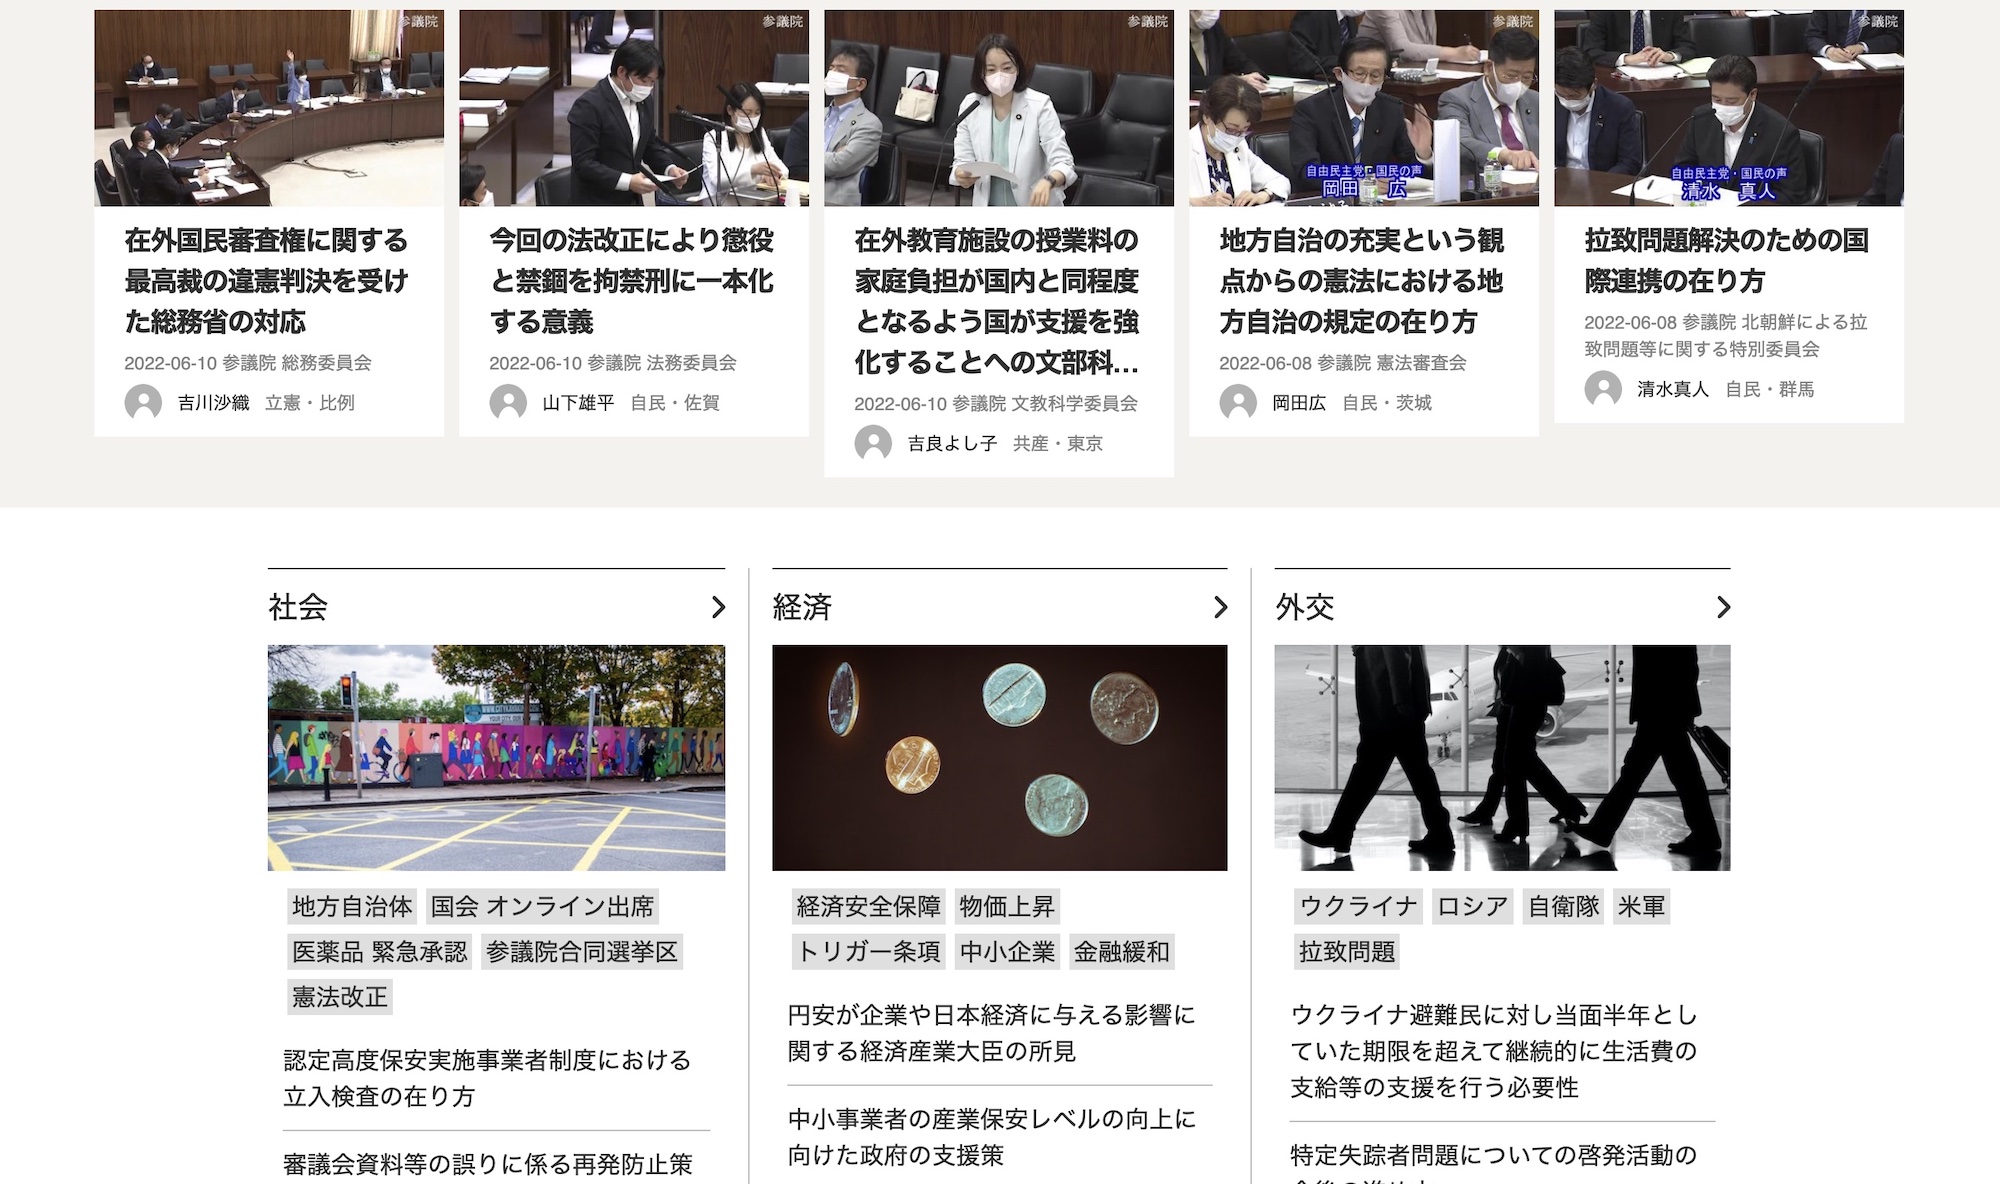 参議院
参議院
参議院
参議院
参議院
自由民主党・国民の声
岡田　広
自由民主党・国民の声
清水　真人
在外国民審査権に関する
最高裁の違憲判決を受け
た総務省の対応
2022-06-10 参議院 総務委員会
吉川沙織 立憲・比例
今回の法改正により懲役
と禁錮を拘禁刑に一本化
する意義
2022-06-10 参議院 法務委員会
山下雄平 自民・佐賀
在外教育施設の授業料の
家庭負担が国内と同程度
となるよう国が支援を強
化することへの文部科...
2022-06-10 参議院 文教科学委員会
吉良よし子 共産・東京
地方自治の充実という観
点からの憲法における地
方自治の規定の在り方
2022-06-08 参議院 憲法審査会
岡田広 自民・茨城
拉致問題解決のための国
際連携の在り方
2022-06-08 参議院 北朝鮮による拉
致問題等に関する特別委員会
清水真人 自民・群馬
社会
地方自治体 国会 オンライン出席
医薬品 緊急承認 参議院合同選挙区
憲法改正
認定高度保安実施事業者制度における
立入検査の在り方
審議会資料等の誤りに係る再発防止策
経済
経済安全保障 物価上昇
トリガー条項 中小企業 金融緩和
円安が企業や日本経済に与える影響に
関する経済産業大臣の所見
中小事業者の産業保安レベルの向上に
向けた政府の支援策
外交
ウクライナ ロシア 自衛隊 米軍
拉致問題
ウクライナ避難民に対し当面半年とし
ていた期限を超えて継続的に生活費の
支給等の支援を行う必要性
特定失踪者問題についての啓発活動の